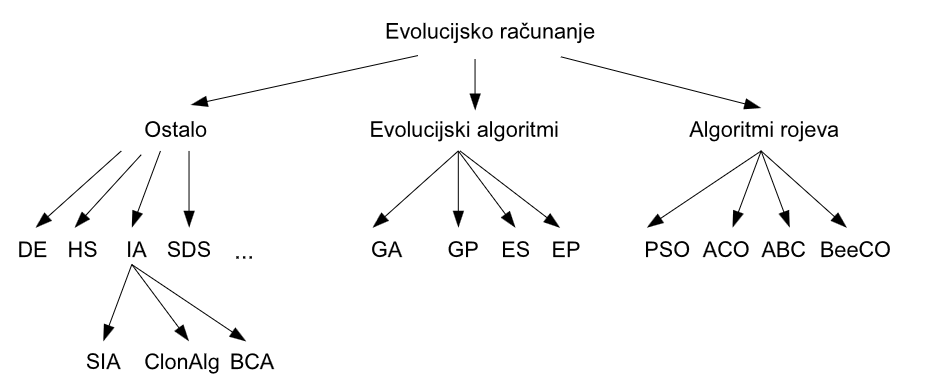 Evolucijsko računanje
Ostalo Evolucijski algoritmi Algoritmi rojeva
DE HS IA SDS ... GA GP ES EP PSO ACO ABC BeeCO
SIA ClonAlg BCA